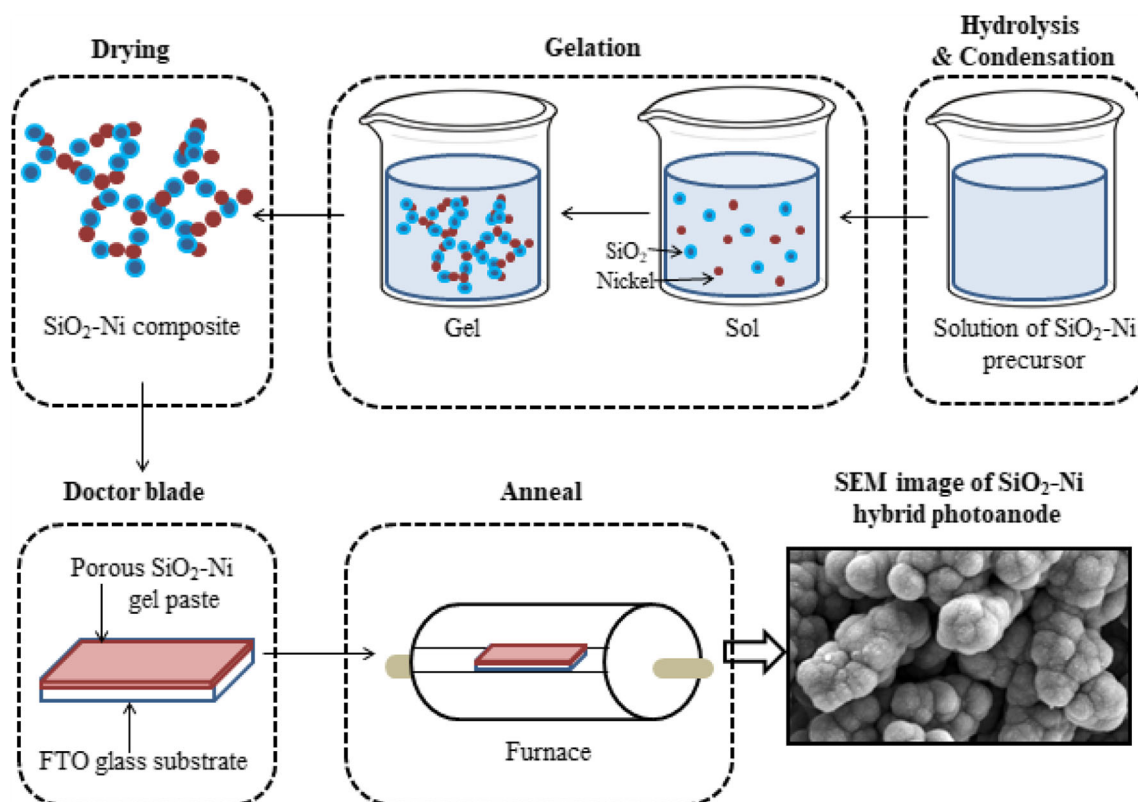 Drying
Gelation
Hydrolysis
& Condensation
SiO₂
Nickel
SiO₂-Ni composite
Gel
Sol
Solution of SiO₂-Ni
precursor
Doctor blade
Anneal
SEM image of SiO₂-Ni
hybrid photoanode
Porous SiO₂-Ni
gel paste
FTO glass substrate
Furnace